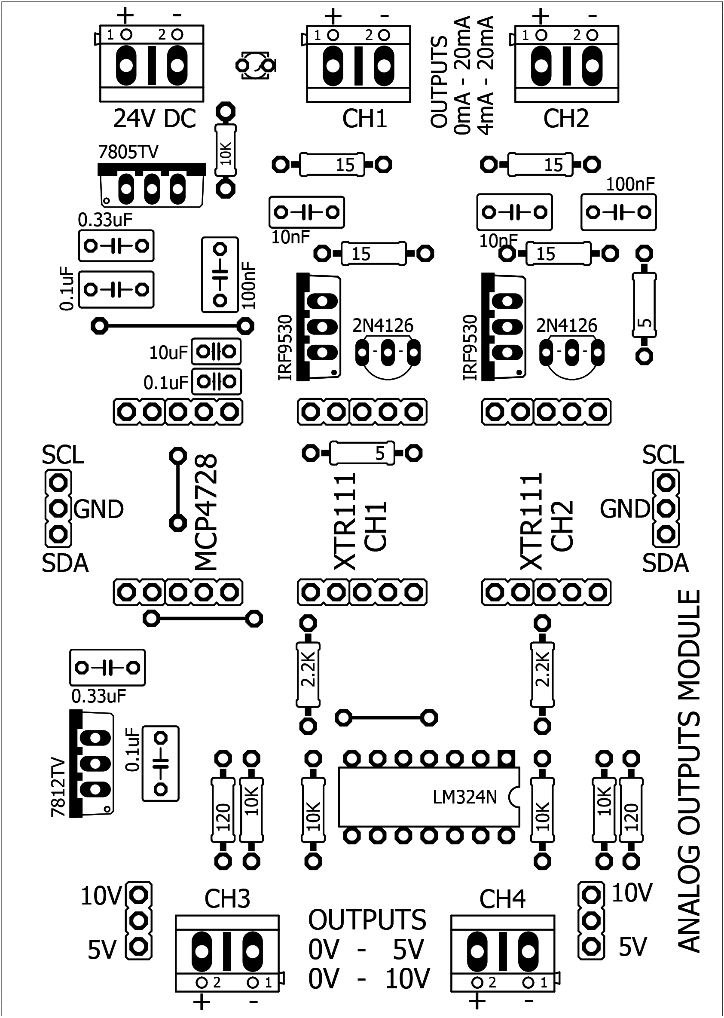 + -
1 2
24V DC
+ -
1 2
CH1
OUTPUTS
0mA - 20mA
4mA - 20mA
+ -
1 2
CH2
7805TV
10K
15
15
100nF
0.33uF
10nF
10nF
0.1uF
100nF
15
15
5
IRF9530
2N4126
IRF9530
2N4126
10uF
0.1uF
5
SCL
GND
SDA
MCP4728
XTR111
CH1
XTR111
CH2
SCL
GND
SDA
2.2K
2.2K
0.33uF
7812TV
0.1uF
120
10K
10K
LM324N
10K
10K
120
ANALOG OUTPUTS MODULE
10V
5V
CH3
2 1
+ -
OUTPUTS
0V - 5V
0V - 10V
CH4
2 1
+ -
10V
5V